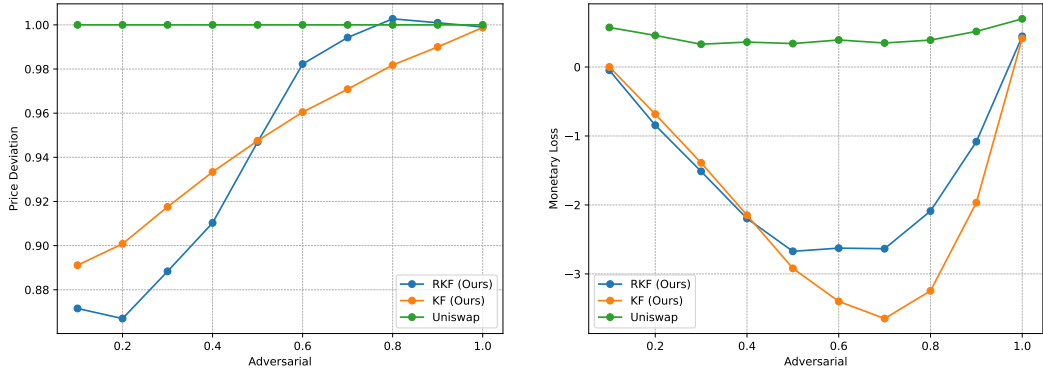 1.00
0.98
0.96
0.94
0.92
0.90
0.88
Price Deviation
0.2
0.4
0.6
0.8
1.0
Adversarial
RKF (Ours)
KF (Ours)
Uniswap
0
−1
−2
−3
Monetary Loss
0.2
0.4
0.6
0.8
1.0
Adversarial
RKF (Ours)
KF (Ours)
Uniswap